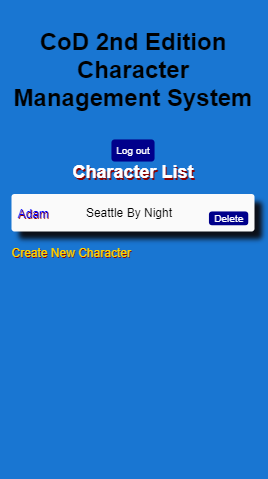 CoD 2nd Edition
Character
Management System
Log out
Character List
Adam Seattle By Night Delete
Create New Character